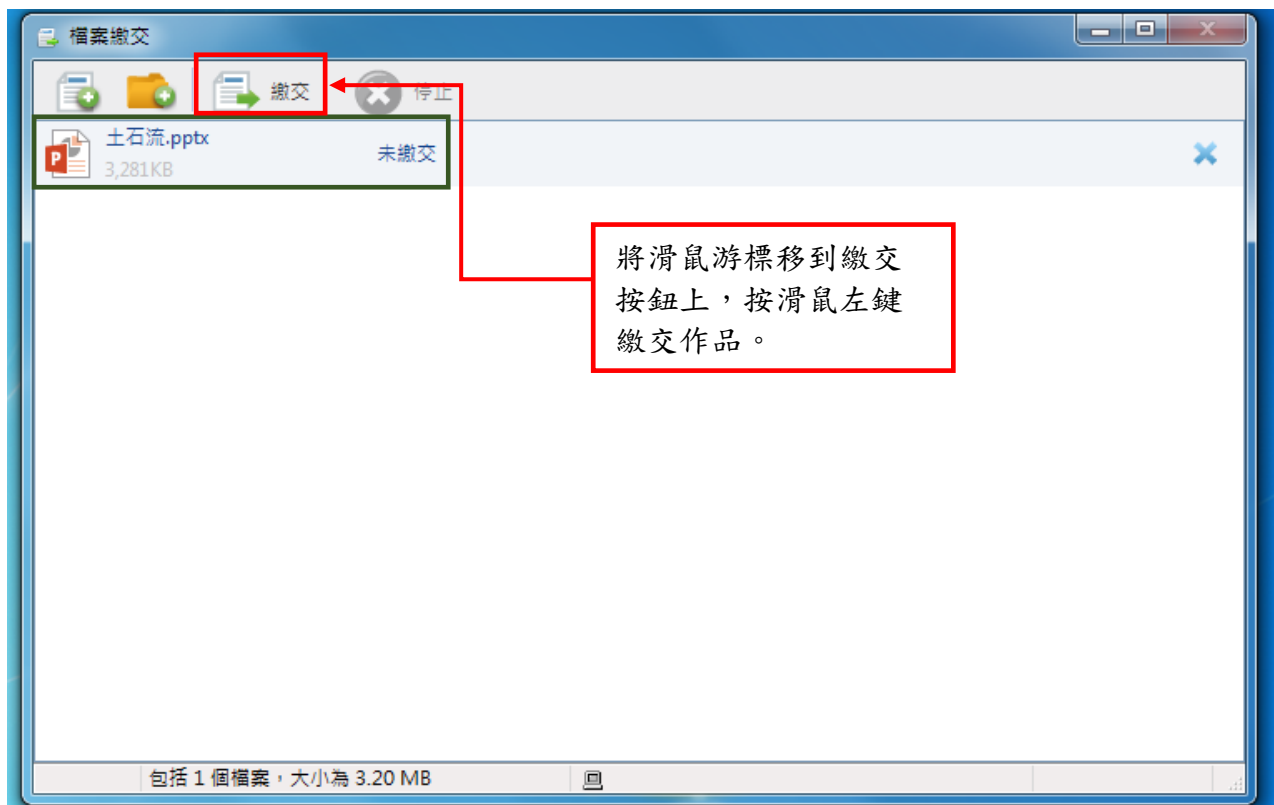 檔案繳交
繳交 停止
土石流.pptx
3,281KB
未繳交
將滑鼠游標移到繳交
按鈕上，按滑鼠左鍵
繳交作品。
包括 1 個檔案，大小為 3.20 MB